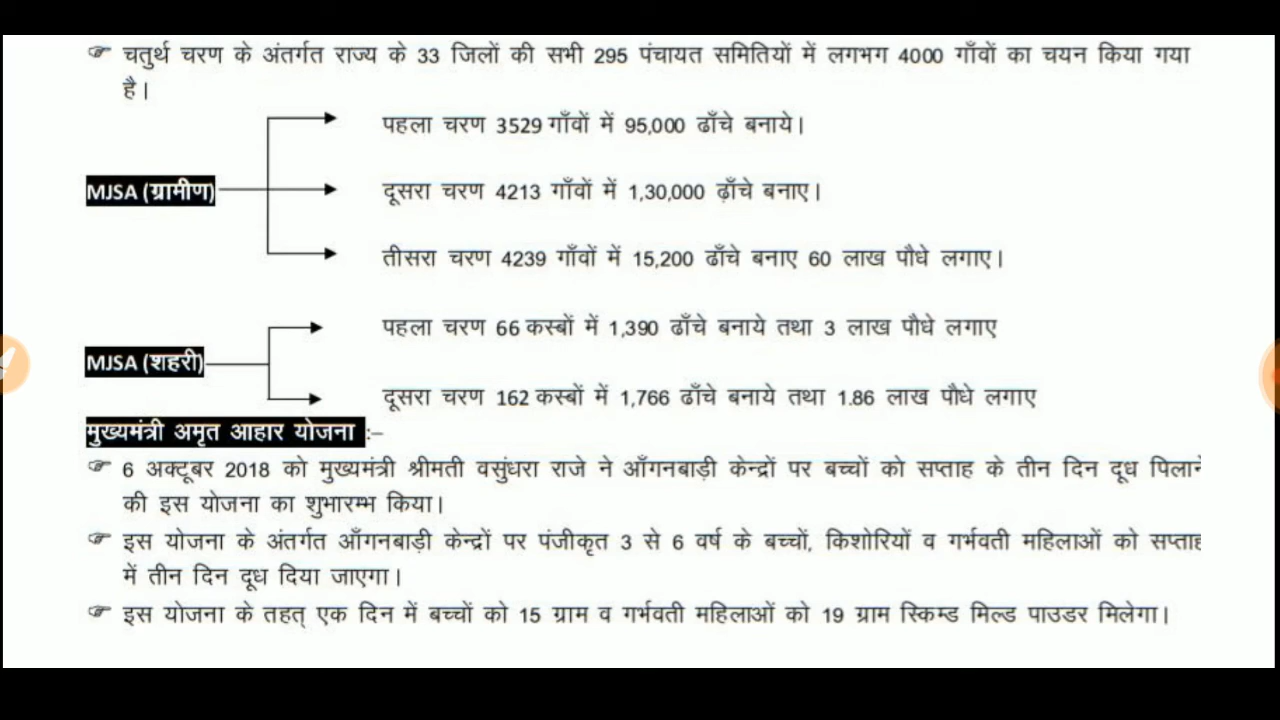 ☞ चतुर्थ चरण के अंतर्गत राज्य के 33 जिलों की सभी 295 पंचायत समितियों में लगभग 4000 गाँवों का चयन किया गया
है।
पहला चरण 3529 गाँवों में 95,000 ढाँचे बनाये।
MJSA (ग्रामीण)
दूसरा चरण 4213 गाँवों में 1,30,000 ढ़ाँचे बनाए।
तीसरा चरण 4239 गाँवों में 15,200 ढाँचे बनाए 60 लाख पौधे लगाए।
पहला चरण 66 कस्बों में 1,390 ढाँचे बनाये तथा 3 लाख पौधे लगाए
MJSA (शहरी)
दूसरा चरण 162 कस्बों में 1,766 ढाँचे बनाये तथा 1.86 लाख पौधे लगाए
मुख्यमंत्री अमृत आहार योजना :–
☞ 6 अक्टूबर 2018 को मुख्यमंत्री श्रीमती वसुंधरा राजे ने आँगनबाड़ी केन्द्रों पर बच्चों को सप्ताह के तीन दिन दूध पिलाने
की इस योजना का शुभारम्भ किया।
☞ इस योजना के अंतर्गत आँगनबाड़ी केन्द्रों पर पंजीकृत 3 से 6 वर्ष के बच्चों, किशोरियों व गर्भवती महिलाओं को सप्ताह
में तीन दिन दूध दिया जाएगा।
☞ इस योजना के तहत् एक दिन में बच्चों को 15 ग्राम व गर्भवती महिलाओं को 19 ग्राम स्किम्ड मिल्ड पाउडर मिलेगा।